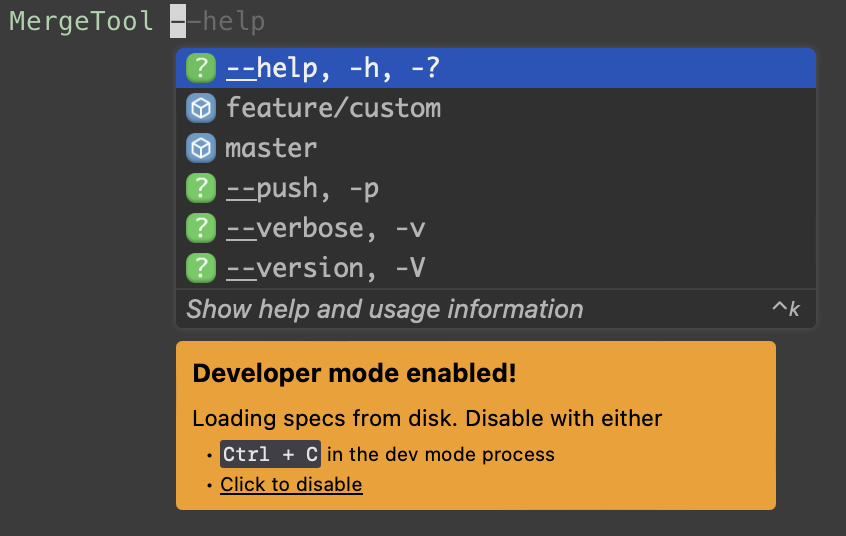 MergeTool --help
? --help, -h, -?
feature/custom
master
? --push, -p
? --verbose, -v
? --version, -V
Show help and usage information ^k
Developer mode enabled!
Loading specs from disk. Disable with either
• Ctrl + C in the dev mode process
• Click to disable